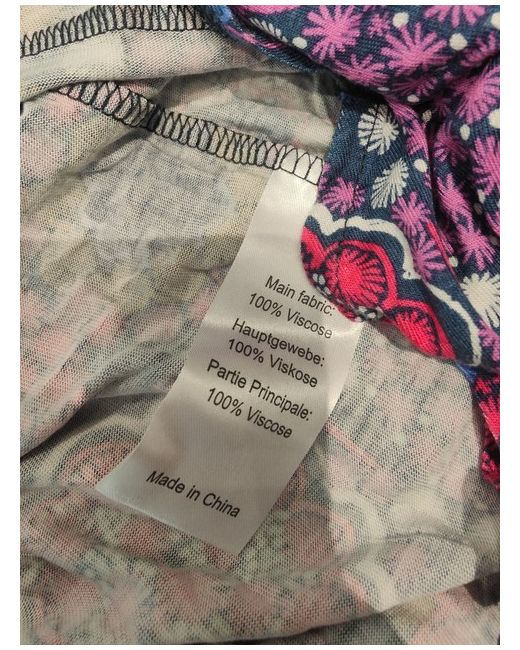 Main fabric:
100% Viscose
Hauptgewebe:
100% Viskose
Partie Principale:
100% Viscose
Made in China